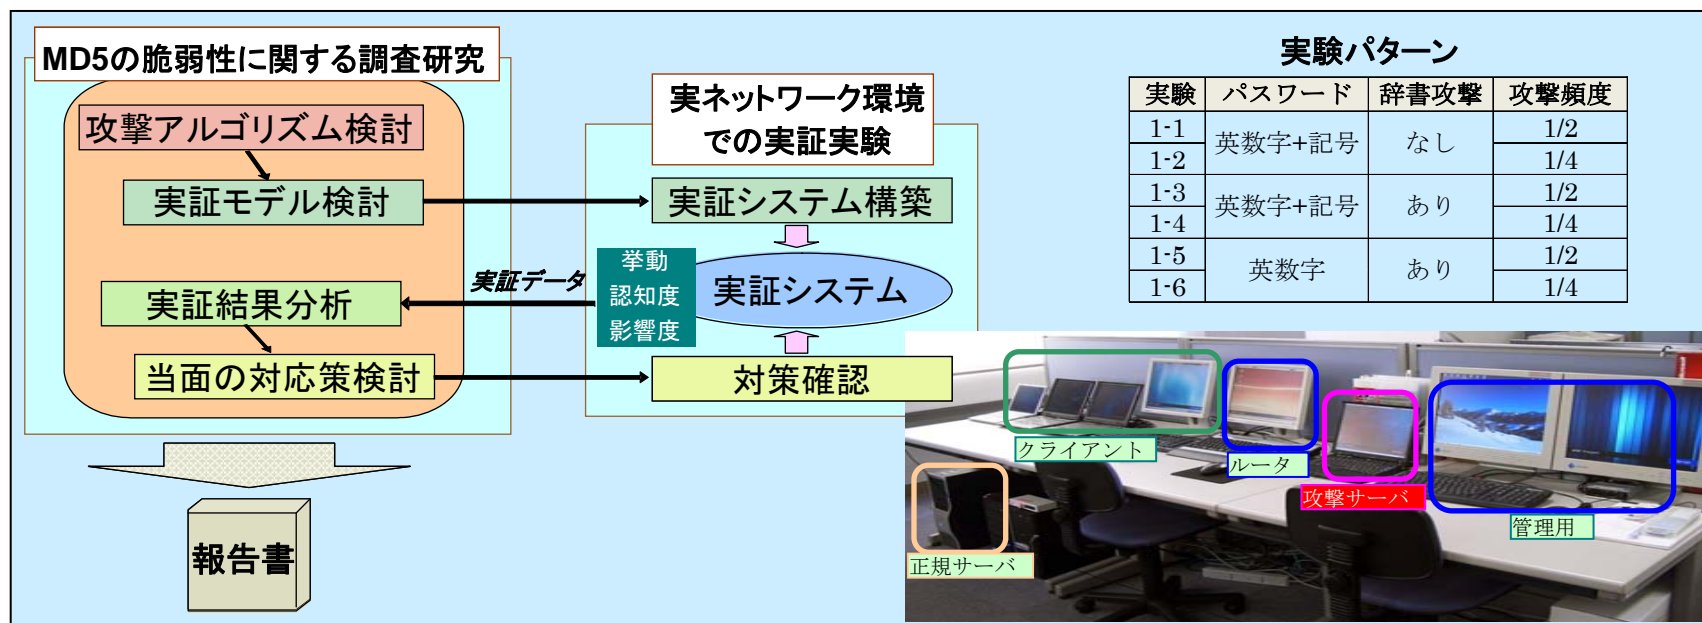 MD5の脆弱性に関する調査研究
攻撃アルゴリズム検討
実証モデル検討
実証結果分析
当面の対応策検討
報告書
実証データ
実ネットワーク環境
での実証実験
実証システム構築
挙動
認知度
影響度
実証システム
対策確認
実験パターン
実験 パスワード 辞書攻撃 攻撃頻度
1-1 英数字+記号 なし 1/2
1-2 1/4
1-3 英数字+記号 あり 1/2
1-4 1/4
1-5 英数字 あり 1/2
1-6 1/4
クライアント
ルータ
攻撃サーバ
管理用
正規サーバ